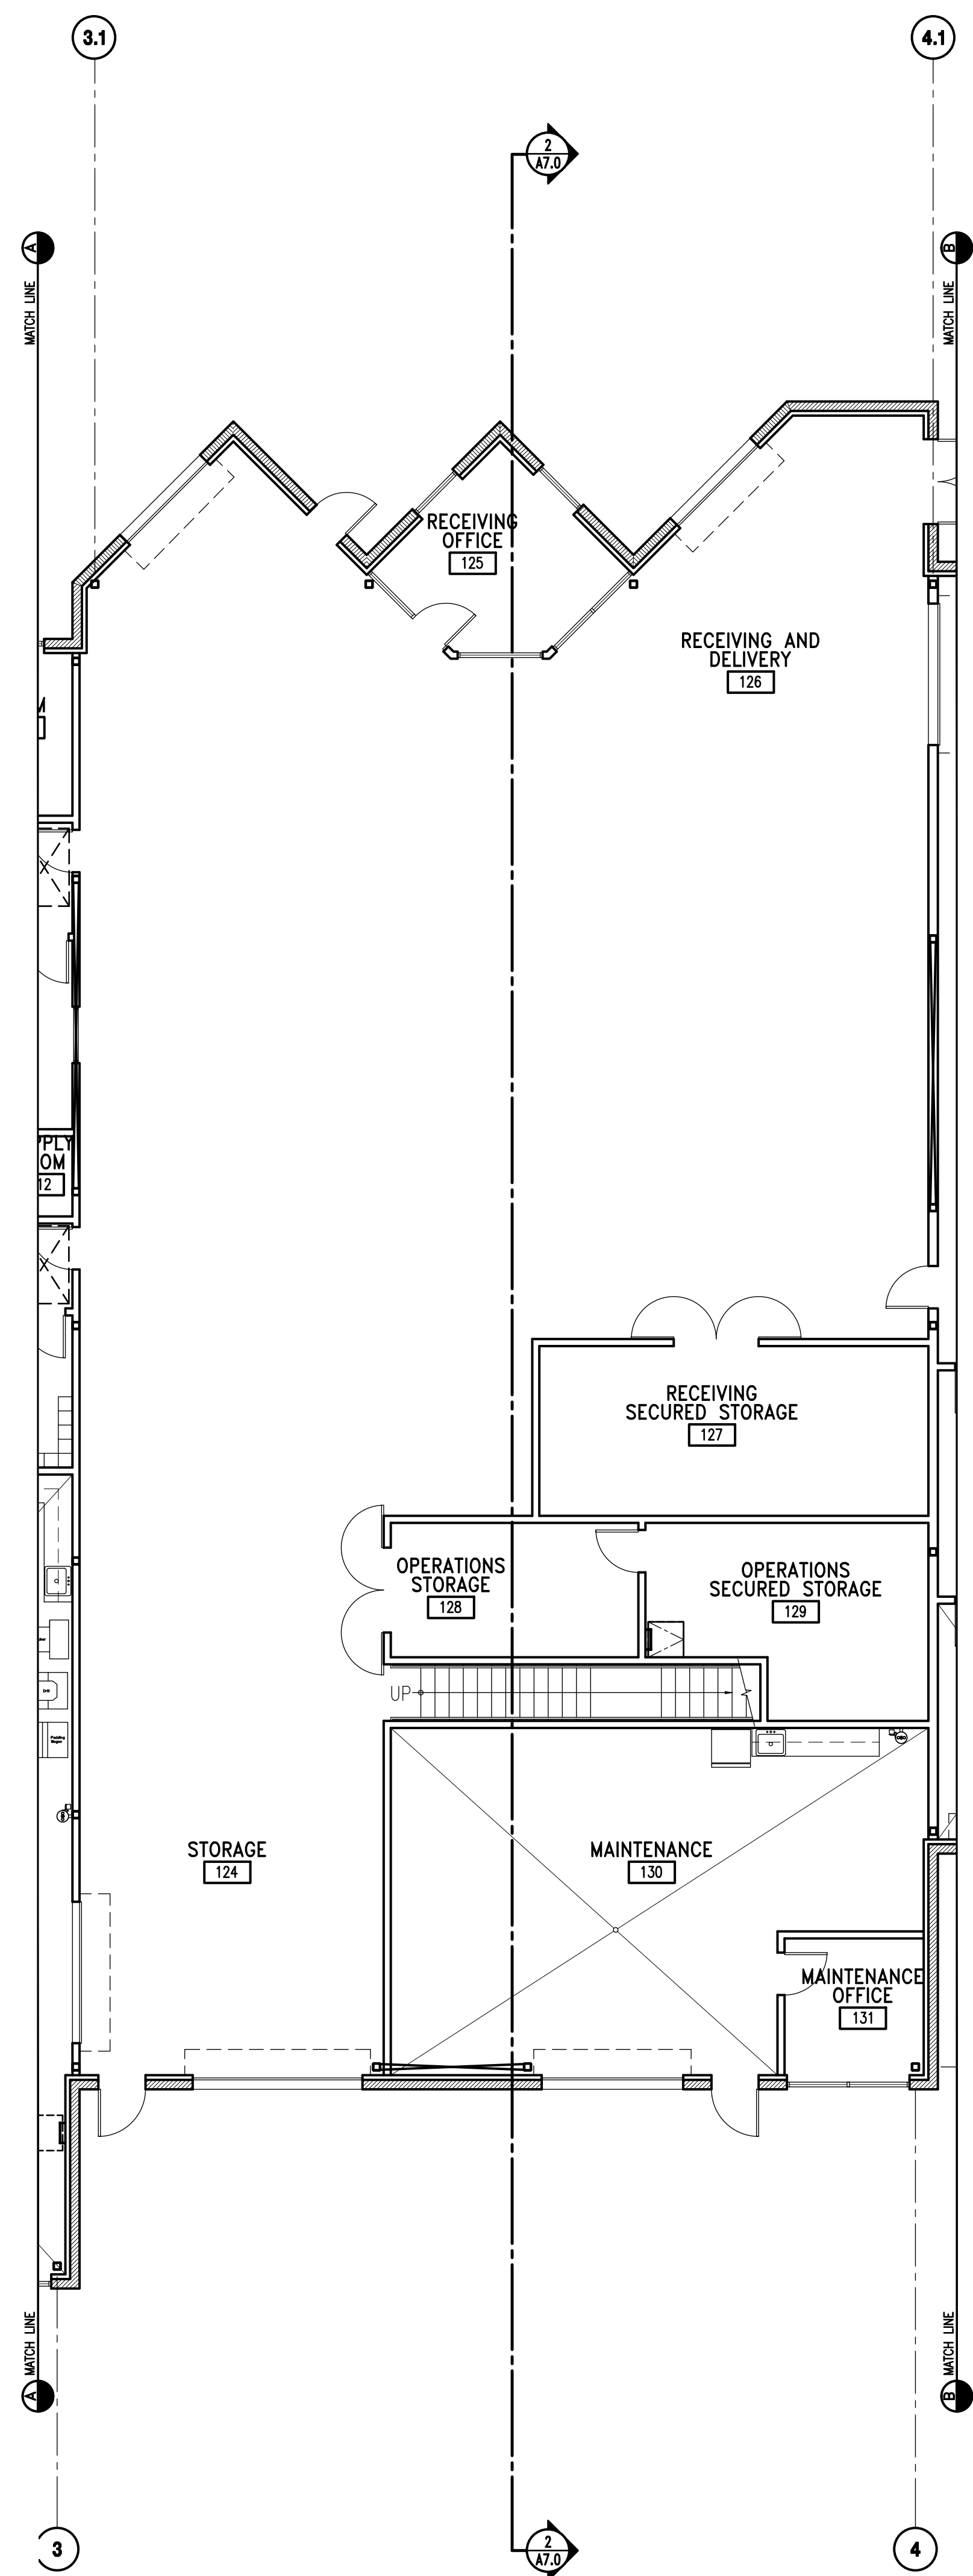 3.1
4.1
2
A7.0
A
B
MATCH LINE
MATCH LINE
RECEIVING
OFFICE
125
RECEIVING AND
DELIVERY
126
M
PPLY
OM
12
RECEIVING
SECURED STORAGE
127
OPERATIONS
STORAGE
128
OPERATIONS
SECURED STORAGE
129
UP
STORAGE
124
MAINTENANCE
130
MAINTENANCE
OFFICE
131
MATCH LINE
MATCH LINE
A
B
3
2
A7.0
4